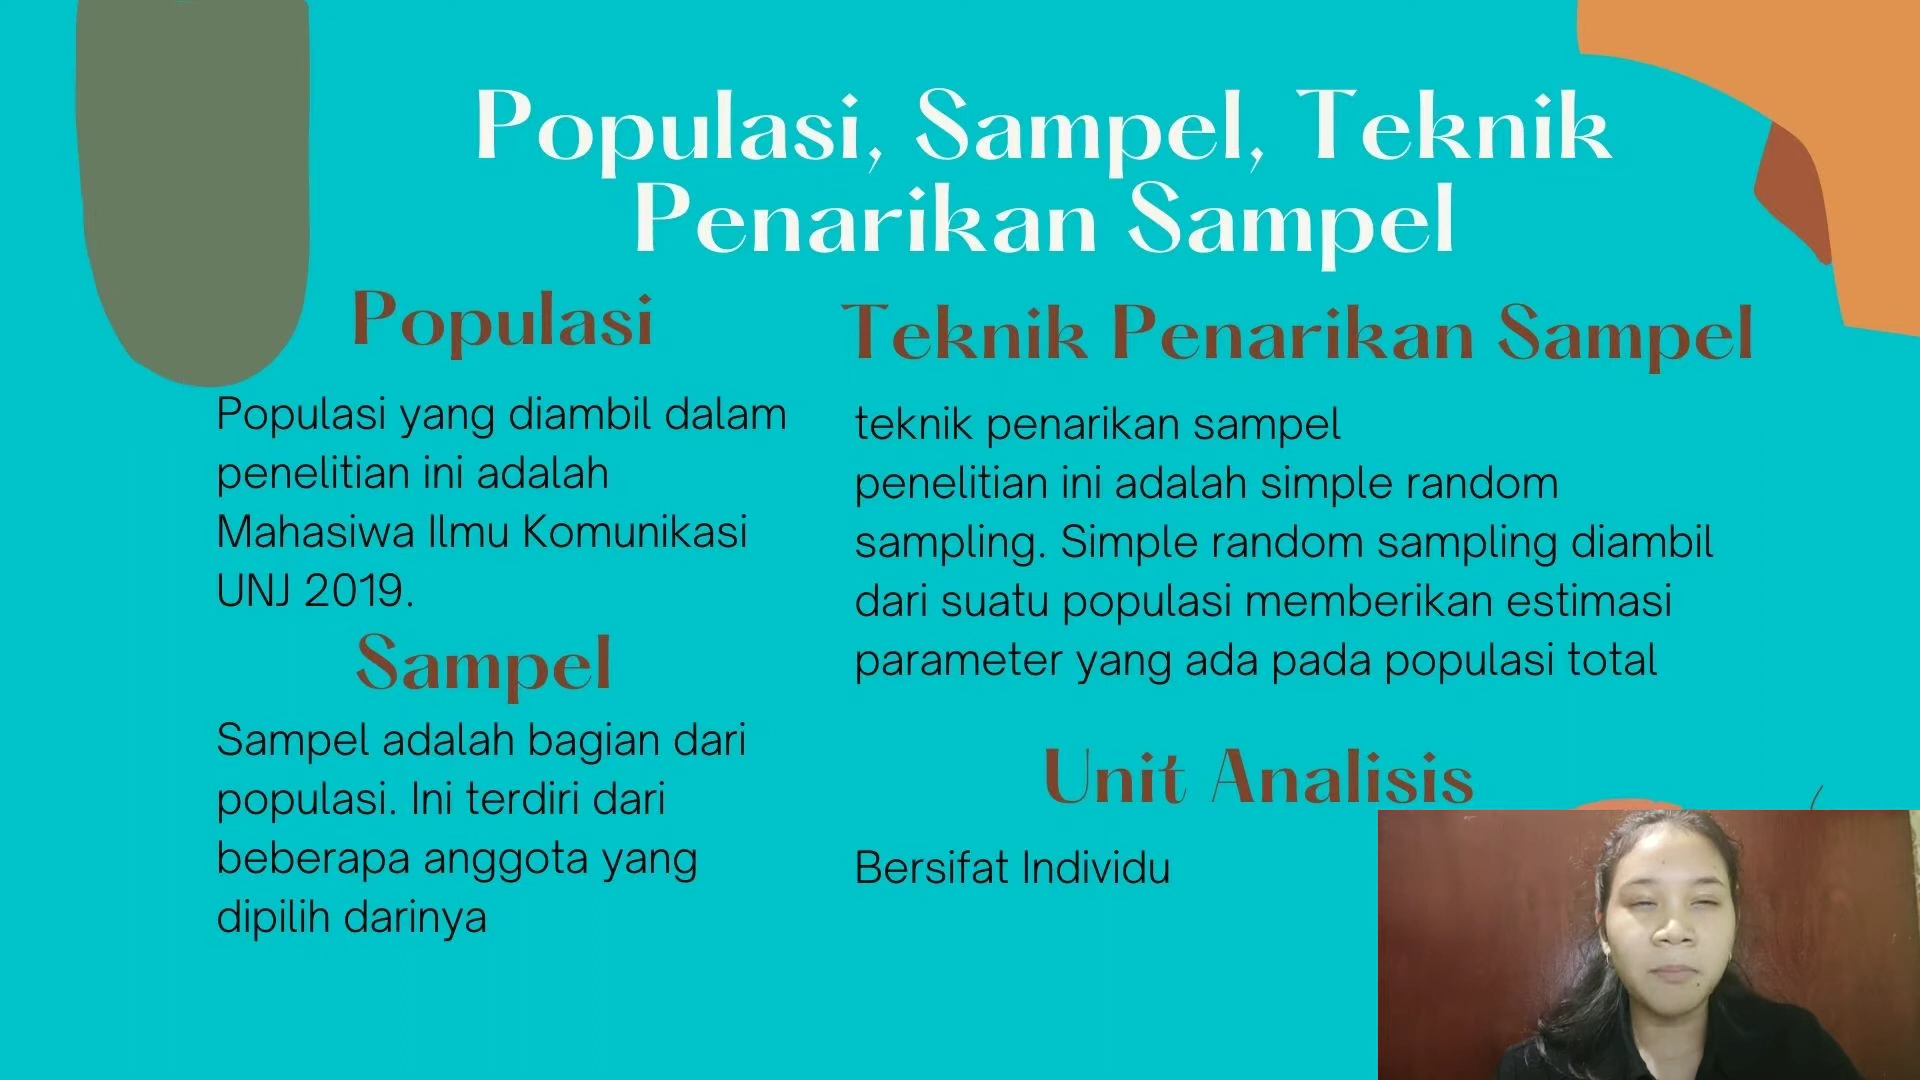 Populasi, Sampel, Teknik
Penarikan Sampel
Populasi
Populasi yang diambil dalam
penelitian ini adalah
Mahasiwa Ilmu Komunikasi
UNJ 2019.
Sampel
Sampel adalah bagian dari
populasi. Ini terdiri dari
beberapa anggota yang
dipilih darinya
Teknik Penarikan Sampel
teknik penarikan sampel
penelitian ini adalah simple random
sampling. Simple random sampling diambil
dari suatu populasi memberikan estimasi
parameter yang ada pada populasi total
Unit Analisis
Bersifat Individu